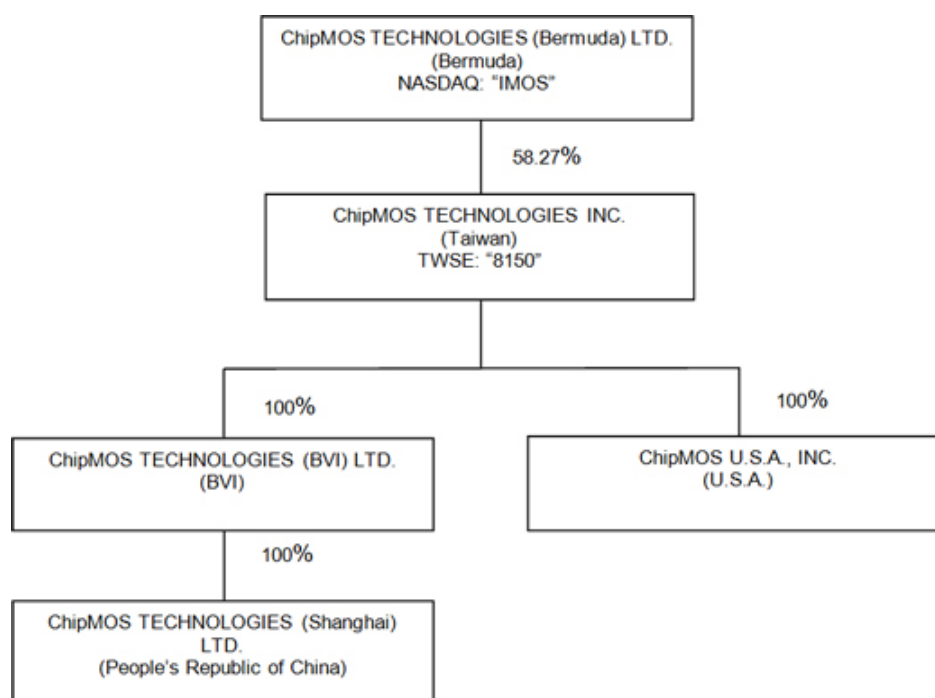 ChipMOS TECHNOLOGIES (Bermuda) LTD.
(Bermuda)
NASDAQ: “IMOS”
58.27%
ChipMOS TECHNOLOGIES INC.
(Taiwan)
TWSE: “8150”
100%
100%
ChipMOS TECHNOLOGIES (BVI) LTD.
(BVI)
ChipMOS U.S.A., INC.
(U.S.A.)
100%
ChipMOS TECHNOLOGIES (Shanghai)
LTD.
(People’s Republic of China)